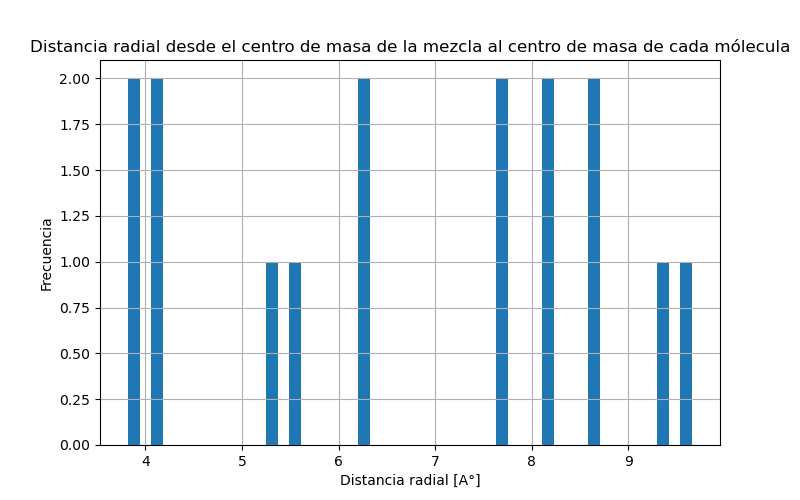 Distancia radial desde el centro de masa de la mezcla al centro de masa de cada mólecula
2.00
1.75
1.50
1.25
1.00
0.75
0.50
0.25
0.00
Frecuencia
4 5 6 7 8 9
Distancia radial [A°]